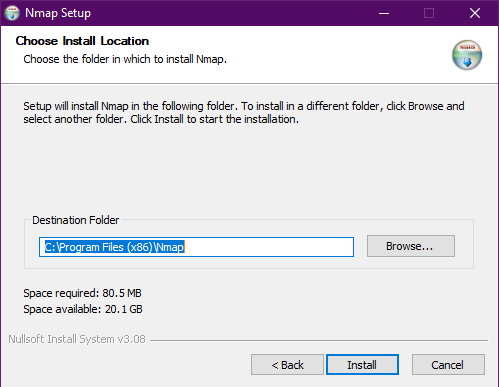 Nmap Setup
Choose Install Location
Choose the folder in which to install Nmap.
Setup will install Nmap in the following folder. To install in a different folder, click Browse and
select another folder. Click Install to start the installation.
Destination Folder
C:\Program Files (x86)\Nmap
Browse...
Space required: 80.5 MB
Space available: 20.1 GB
Nullsoft Install System v3.08
< Back
Install
Cancel